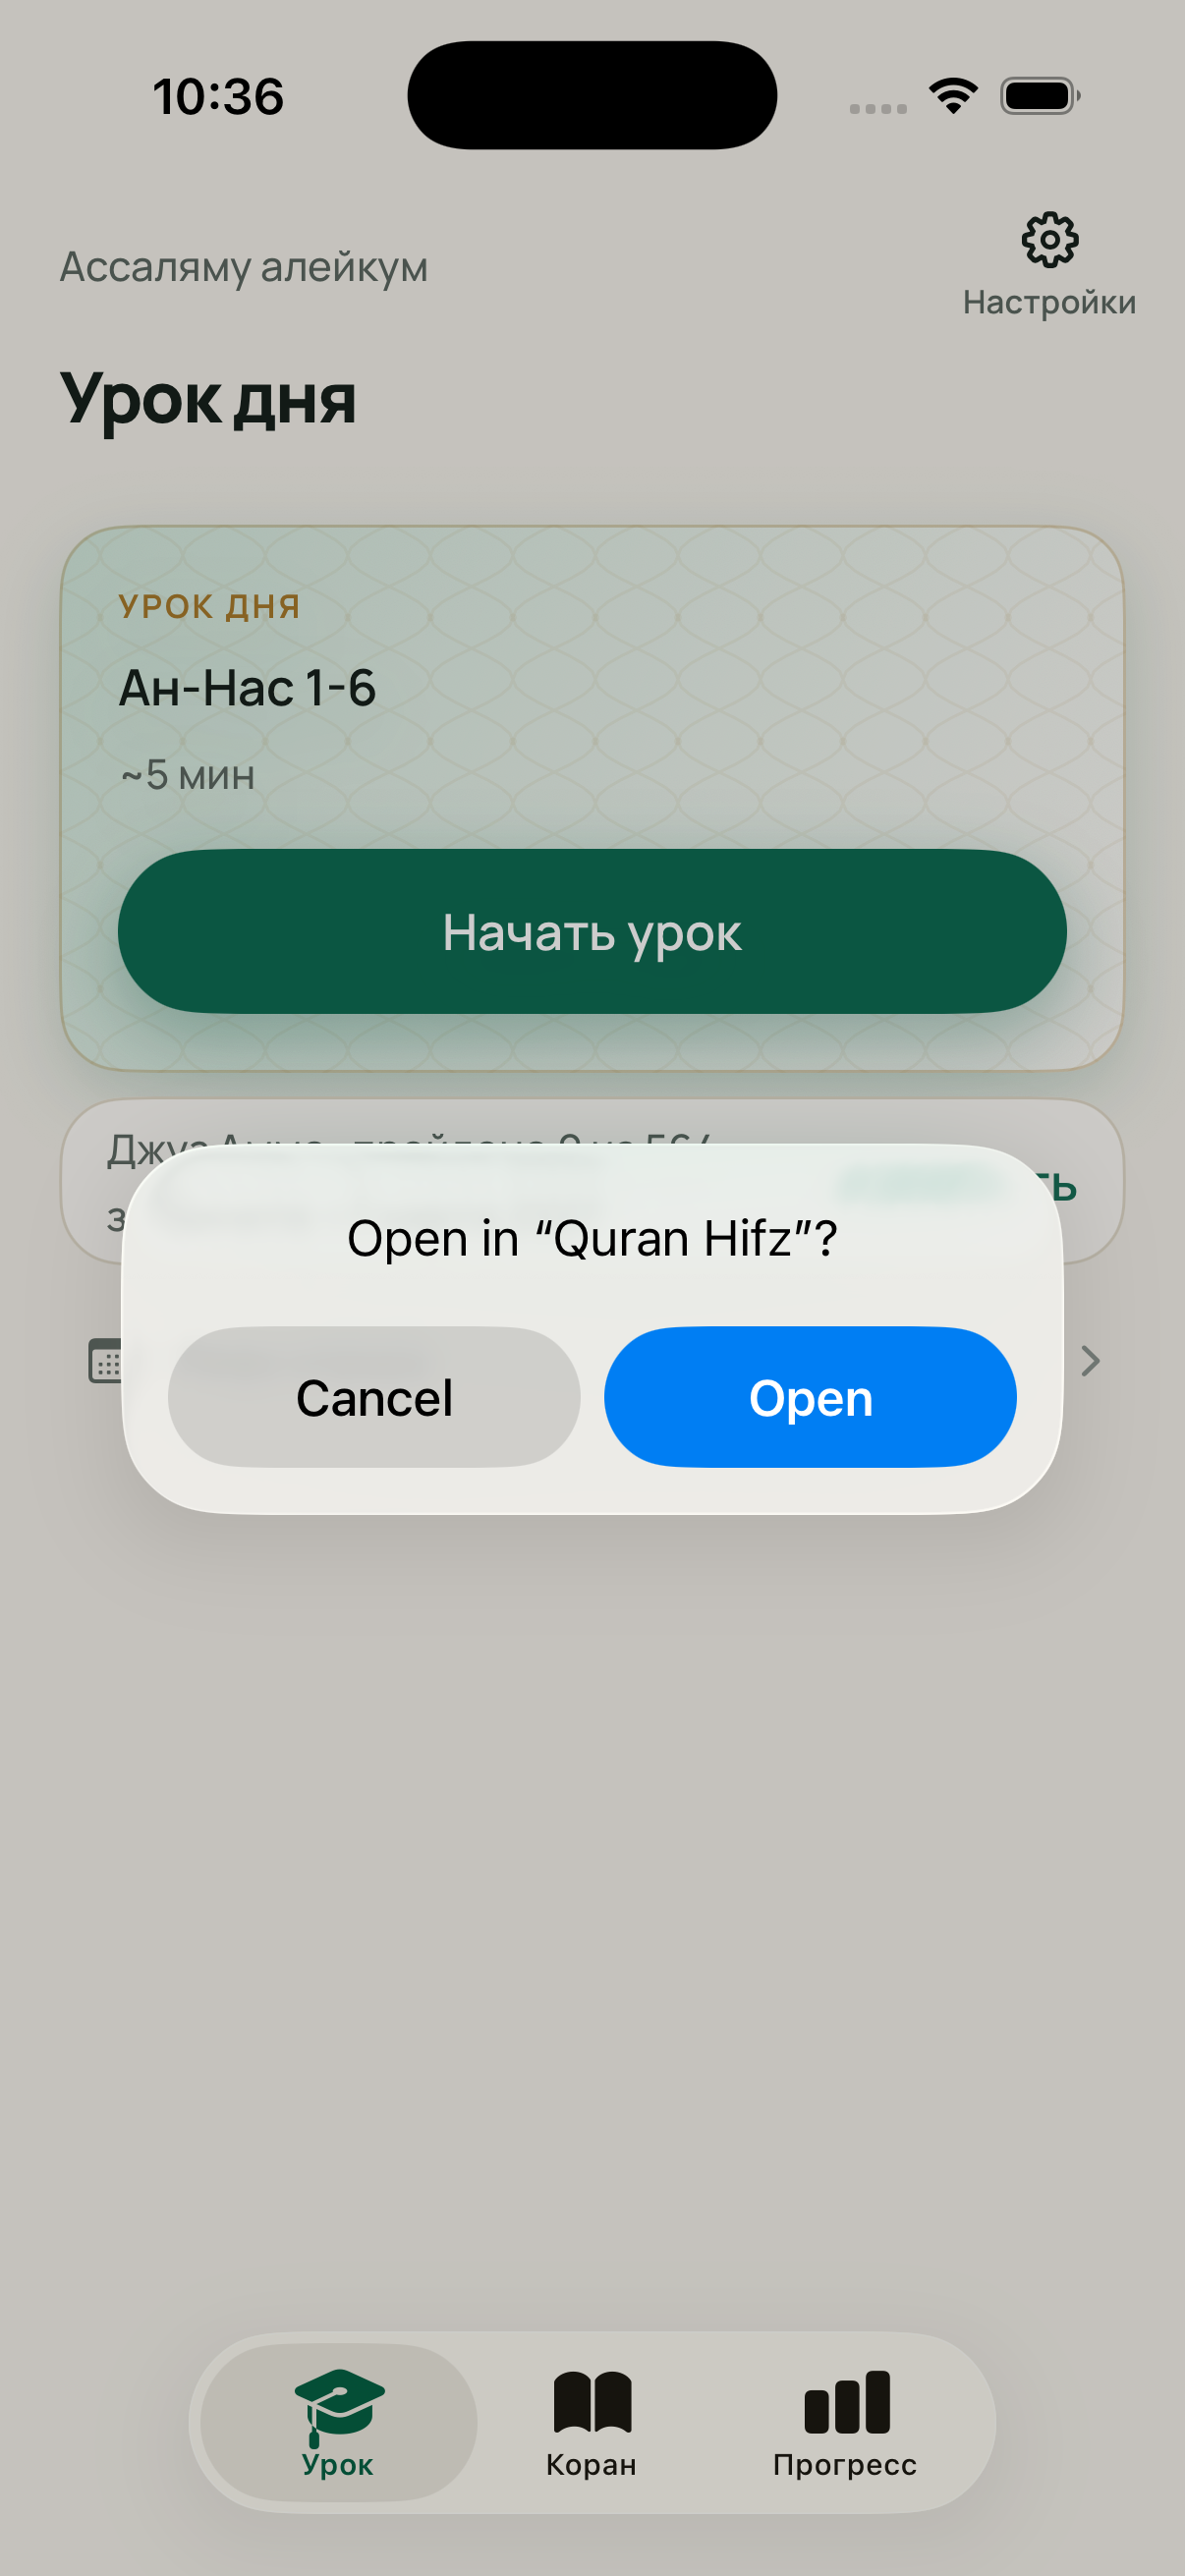 10:36
Ассаляму алейкум
Настройки
Урок дня
УРОК ДНЯ
Ан-Нас 1-6
~5 мин
Начать урок
Open in “Quran Hifz”?
Cancel
Open
Урок
Коран
Прогресс